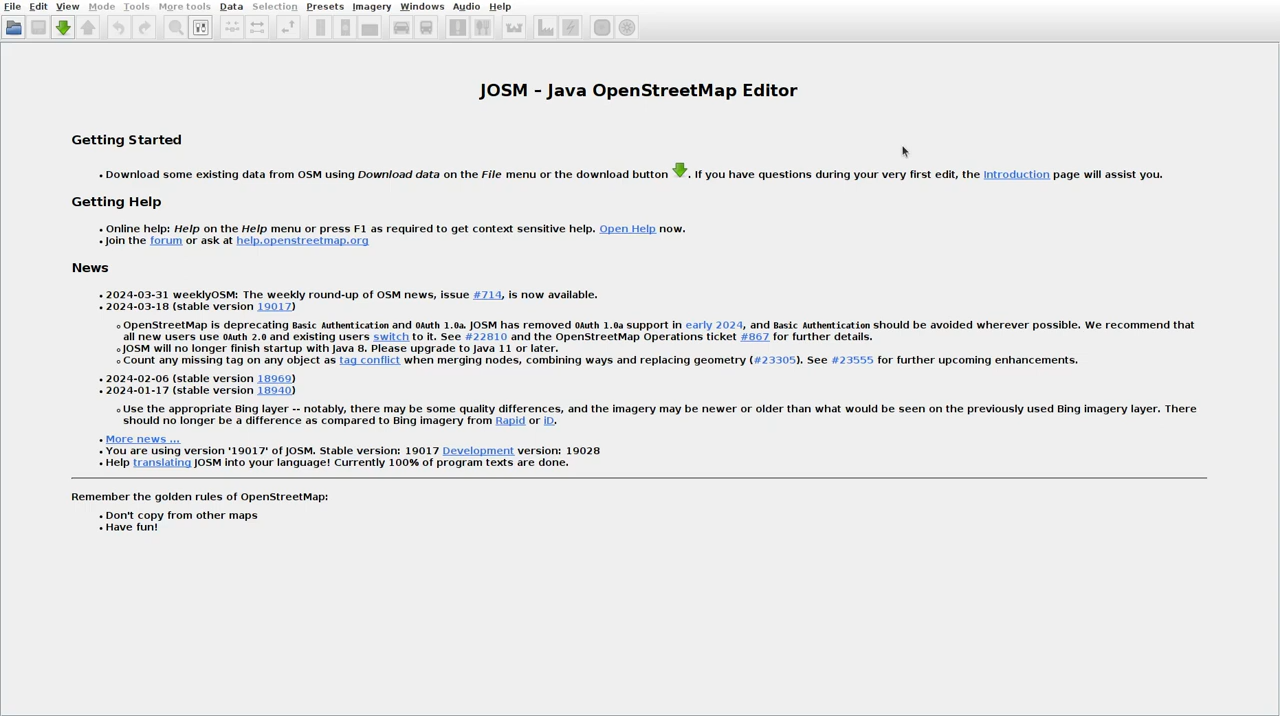 File Edit View Mode Tools More tools Data Selection Presets Imagery Windows Audio Help
JOSM – Java OpenStreetMap Editor
Getting Started
• Download some existing data from OSM using Download data on the File menu or the download button . If you have questions during your very first edit, the Introduction page will assist you.
Getting Help
• Online help: Help on the Help menu or press F1 as required to get context sensitive help. Open Help now.
• Join the forum or ask at help.openstreetmap.org
News
• 2024-03-31 weeklyOSM: The weekly round-up of OSM news, issue #714, is now available.
• 2024-03-18 (stable version 19017)
◦ OpenStreetMap is deprecating Basic Authentication and OAuth 1.0a. JOSM has removed OAuth 1.0a support in early 2024, and Basic Authentication should be avoided wherever possible. We recommend that
all new users use OAuth 2.0 and existing users switch to it. See #22810 and the OpenStreetMap Operations ticket #867 for further details.
◦ JOSM will no longer finish startup with Java 8. Please upgrade to Java 11 or later.
◦ Count any missing tag on any object as tag conflict when merging nodes, combining ways and replacing geometry (#23305). See #23555 for further upcoming enhancements.
• 2024-02-06 (stable version 18969)
• 2024-01-17 (stable version 18940)
◦ Use the appropriate Bing layer -- notably, there may be some quality differences, and the imagery may be newer or older than what would be seen on the previously used Bing imagery layer. There
should no longer be a difference as compared to Bing imagery from Rapid or iD.
• More news ...
• You are using version '19017' of JOSM. Stable version: 19017 Development version: 19028
• Help translating JOSM into your language! Currently 100% of program texts are done.
Remember the golden rules of OpenStreetMap:
• Don't copy from other maps
• Have fun!